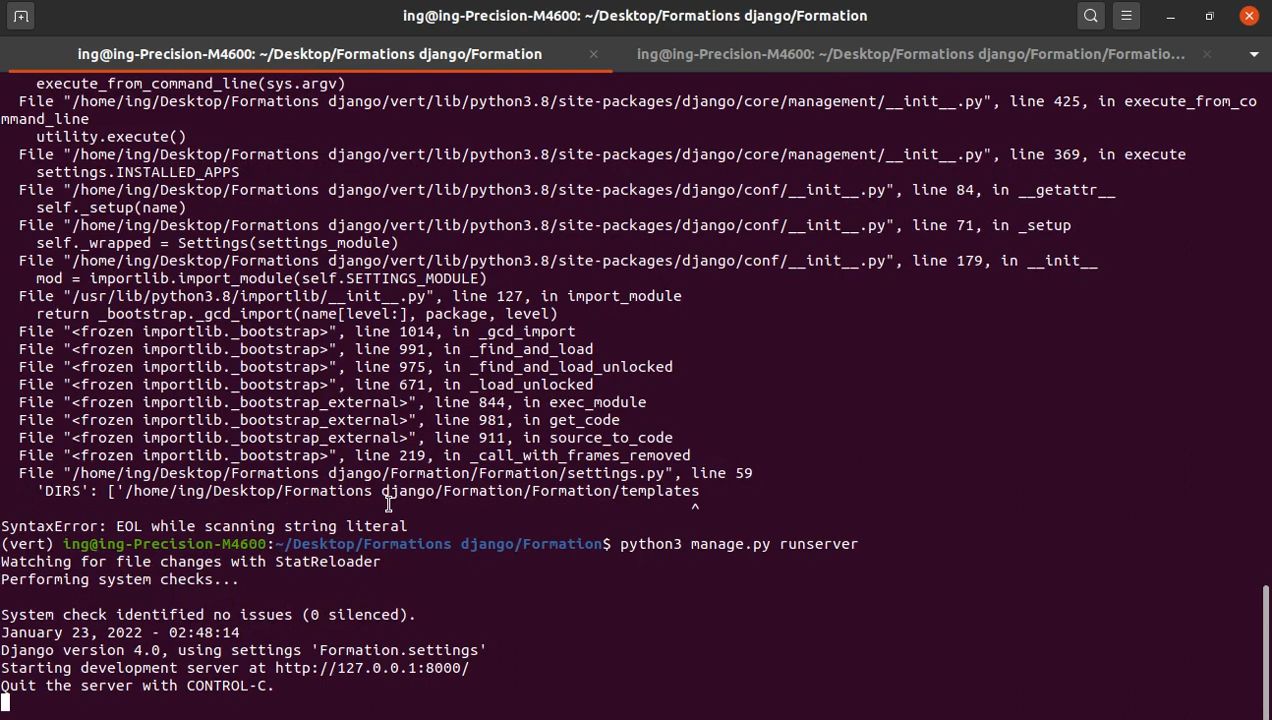 ing@ing-Precision-M4600: ~/Desktop/Formations django/Formation
ing@ing-Precision-M4600: ~/Desktop/Formations django/Formation
ing@ing-Precision-M4600: ~/Desktop/Formations django/Formation/Formatio...
    execute_from_command_line(sys.argv)
  File "/home/ing/Desktop/Formations django/vert/lib/python3.8/site-packages/django/core/management/__init__.py", line 425, in execute_from_co
mmand_line
    utility.execute()
  File "/home/ing/Desktop/Formations django/vert/lib/python3.8/site-packages/django/core/management/__init__.py", line 369, in execute
    settings.INSTALLED_APPS
  File "/home/ing/Desktop/Formations django/vert/lib/python3.8/site-packages/django/conf/__init__.py", line 84, in __getattr__
    self._setup(name)
  File "/home/ing/Desktop/Formations django/vert/lib/python3.8/site-packages/django/conf/__init__.py", line 71, in _setup
    self._wrapped = Settings(settings_module)
  File "/home/ing/Desktop/Formations django/vert/lib/python3.8/site-packages/django/conf/__init__.py", line 179, in __init__
    mod = importlib.import_module(self.SETTINGS_MODULE)
  File "/usr/lib/python3.8/importlib/__init__.py", line 127, in import_module
    return _bootstrap._gcd_import(name[level:], package, level)
  File "<frozen importlib._bootstrap>", line 1014, in _gcd_import
  File "<frozen importlib._bootstrap>", line 991, in _find_and_load
  File "<frozen importlib._bootstrap>", line 975, in _find_and_load_unlocked
  File "<frozen importlib._bootstrap>", line 671, in _load_unlocked
  File "<frozen importlib._bootstrap_external>", line 844, in exec_module
  File "<frozen importlib._bootstrap_external>", line 981, in get_code
  File "<frozen importlib._bootstrap_external>", line 911, in source_to_code
  File "<frozen importlib._bootstrap>", line 219, in _call_with_frames_removed
  File "/home/ing/Desktop/Formations django/Formation/Formation/settings.py", line 59
    'DIRS': ['/home/ing/Desktop/Formations django/Formation/Formation/templates
                                                                              ^
SyntaxError: EOL while scanning string literal
(vert) ing@ing-Precision-M4600:~/Desktop/Formations django/Formation$ python3 manage.py runserver
Watching for file changes with StatReloader
Performing system checks...

System check identified no issues (0 silenced).
January 23, 2022 - 02:48:14
Django version 4.0, using settings 'Formation.settings'
Starting development server at http://127.0.0.1:8000/
Quit the server with CONTROL-C.